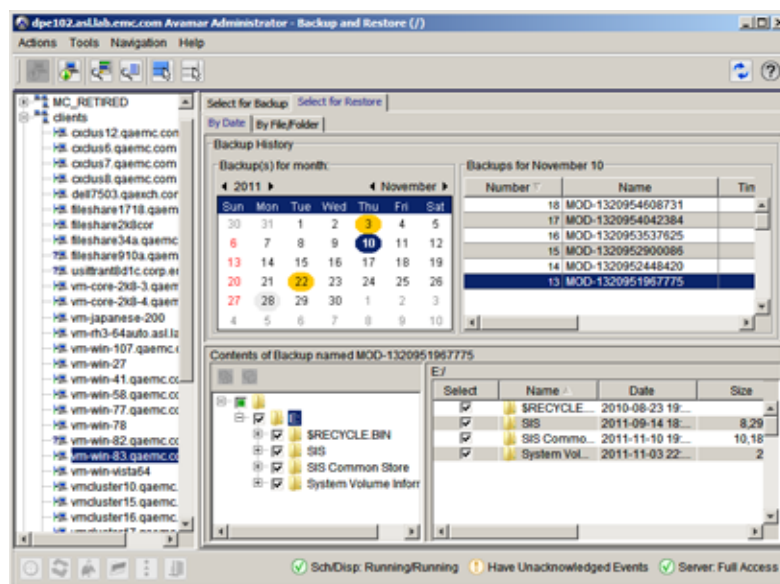 dpe102.asl.lab.emc.com Avamar Administrator - Backup and Restore (/)
Actions Tools Navigation Help
MC_RETIRED
clients
cxclus12.qaemc.com
cxclus6.qaemc.com
cxclus7.qaemc.com
cxclus8.qaemc.com
dell7503.qaexch.cor
fileshare1718.qaem
fileshare2k8cor
fileshare34a.qaemc
fileshare910a.qaem
usittrantl8d1c.corp.er
vm-core-2k8-3.qaem
vm-core-2k8-4.qaem
vm-japanese-200
vm-rh3-64auto.asl.la
vm-win-107.qaemc.c
vm-win-27
vm-win-41.qaemc.cc
vm-win-58.qaemc.cc
vm-win-77.qaemc.cc
vm-win-78
vm-win-82.qaemc.cc
vm-win-83.qaemc.cc
vm-win-vista64
vmcluster10.qaemc.
vmcluster15.qaemc.
vmcluster16.qaemc.
Select for Backup Select for Restore
By Date By File/Folder
Backup History
Backup(s) for month:
2011 November
Sun Mon Tue Wed Thu Fri Sat
30 31 1 2 3 4 5
6 7 8 9 10 11 12
13 14 15 16 17 18 19
20 21 22 23 24 25 26
27 28 29 30 1 2 3
4 5 6 7 8 9 10
Backups for November 10
Number Name Tim
18 MOD-1320954608731
17 MOD-1320954042384
16 MOD-1320953537625
15 MOD-1320952900086
14 MOD-1320952448420
13 MOD-1320951967775
Contents of Backup named MOD-1320951967775
E:
$RECYCLE.BIN
SIS
SIS Common Store
System Volume Inforr
E:/
Select Name Date Size
$RECYCLE... 2010-08-23 19:...
SIS 2011-09-14 18:... 8,29
SIS Commo... 2011-11-10 19:... 10,18
System Vol... 2011-11-03 22:... 2
Sch/Disp: Running/Running Have Unacknowledged Events Server: Full Access